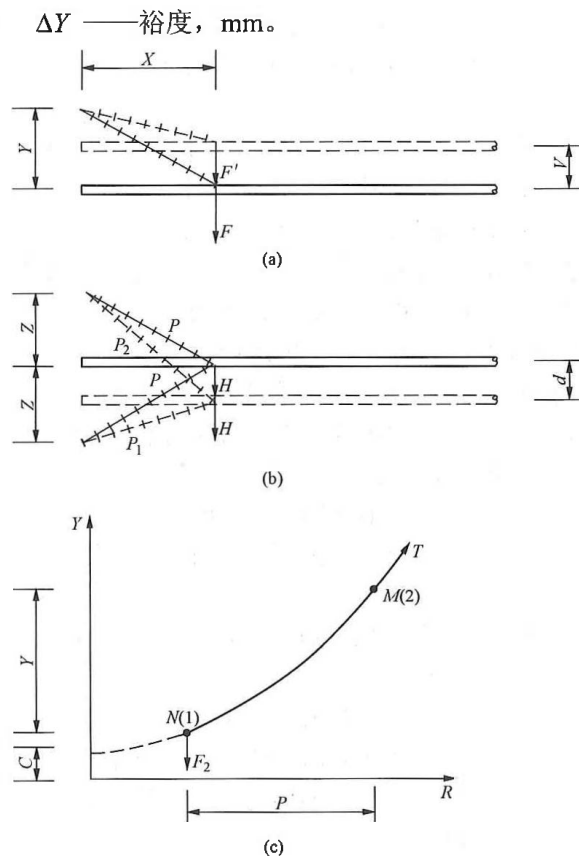 ΔY ——裕度，mm。
X
Y
F'
V
F
(a)
Z
P
P₂
P
Z
H
d
H
P₁
(b)
Y
T
M(2)
Y
N(1)
F₂
C
R
P
(c)